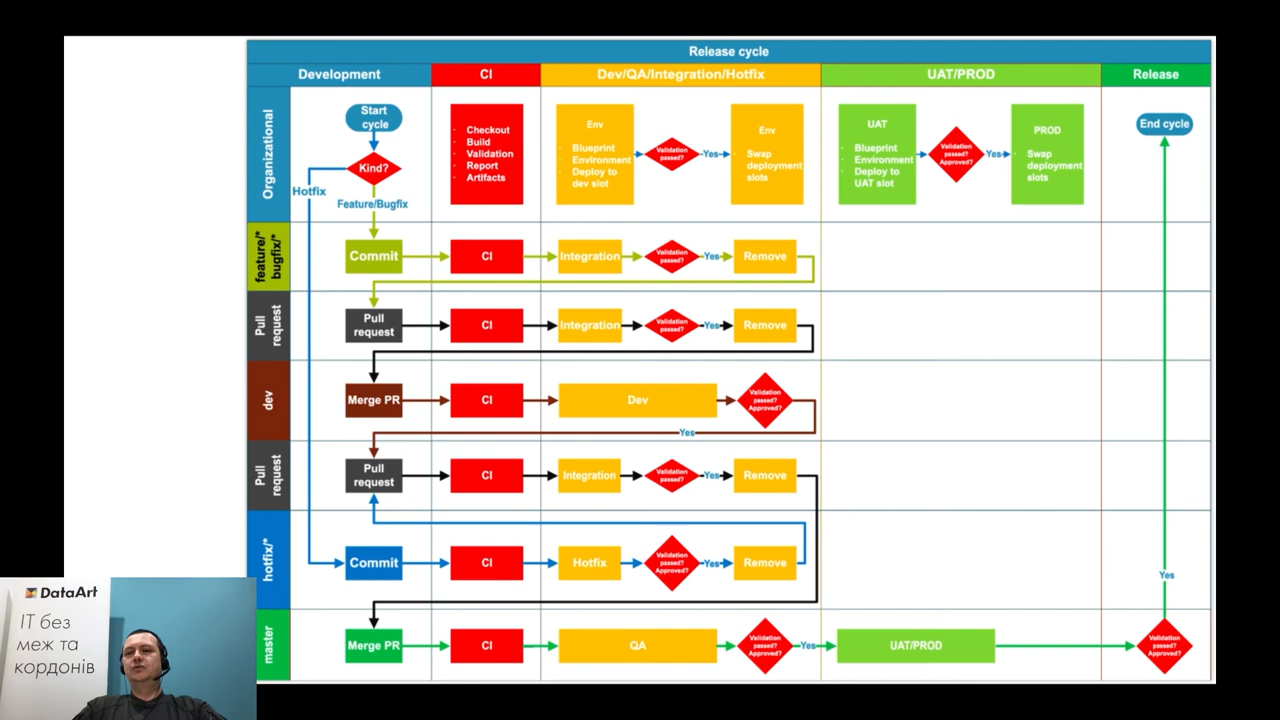 Release cycle
Development
CI
Dev/QA/Integration/Hotfix
UAT/PROD
Release
Organizational
Start
cycle
Kind?
Hotfix
Feature/Bugfix
· Checkout
· Build
· Validation
· Report
· Artifacts
Env
· Blueprint
· Environment
· Deploy to
dev slot
Validation
passed?
Yes
Env
· Swap
deployment
slots
UAT
· Blueprint
· Environment
· Deploy to
UAT slot
Validation
passed?
Approved?
Yes
PROD
· Swap
deployment
slots
End cycle
feature/*
bugfix/*
Commit
CI
Integration
Validation
passed?
Yes
Remove
Pull
request
Pull
request
CI
Integration
Validation
passed?
Yes
Remove
dev
Merge PR
CI
Dev
Validation
passed?
Approved?
Yes
Pull
request
Pull
request
CI
Integration
Validation
passed?
Yes
Remove
hotfix/*
Commit
CI
Hotfix
Validation
passed?
Approved?
Yes
Remove
master
Merge PR
CI
QA
Validation
passed?
Approved?
Yes
UAT/PROD
Yes
Validation
passed?
Approved?
DataArt
ІТ без
меж та
кордонів